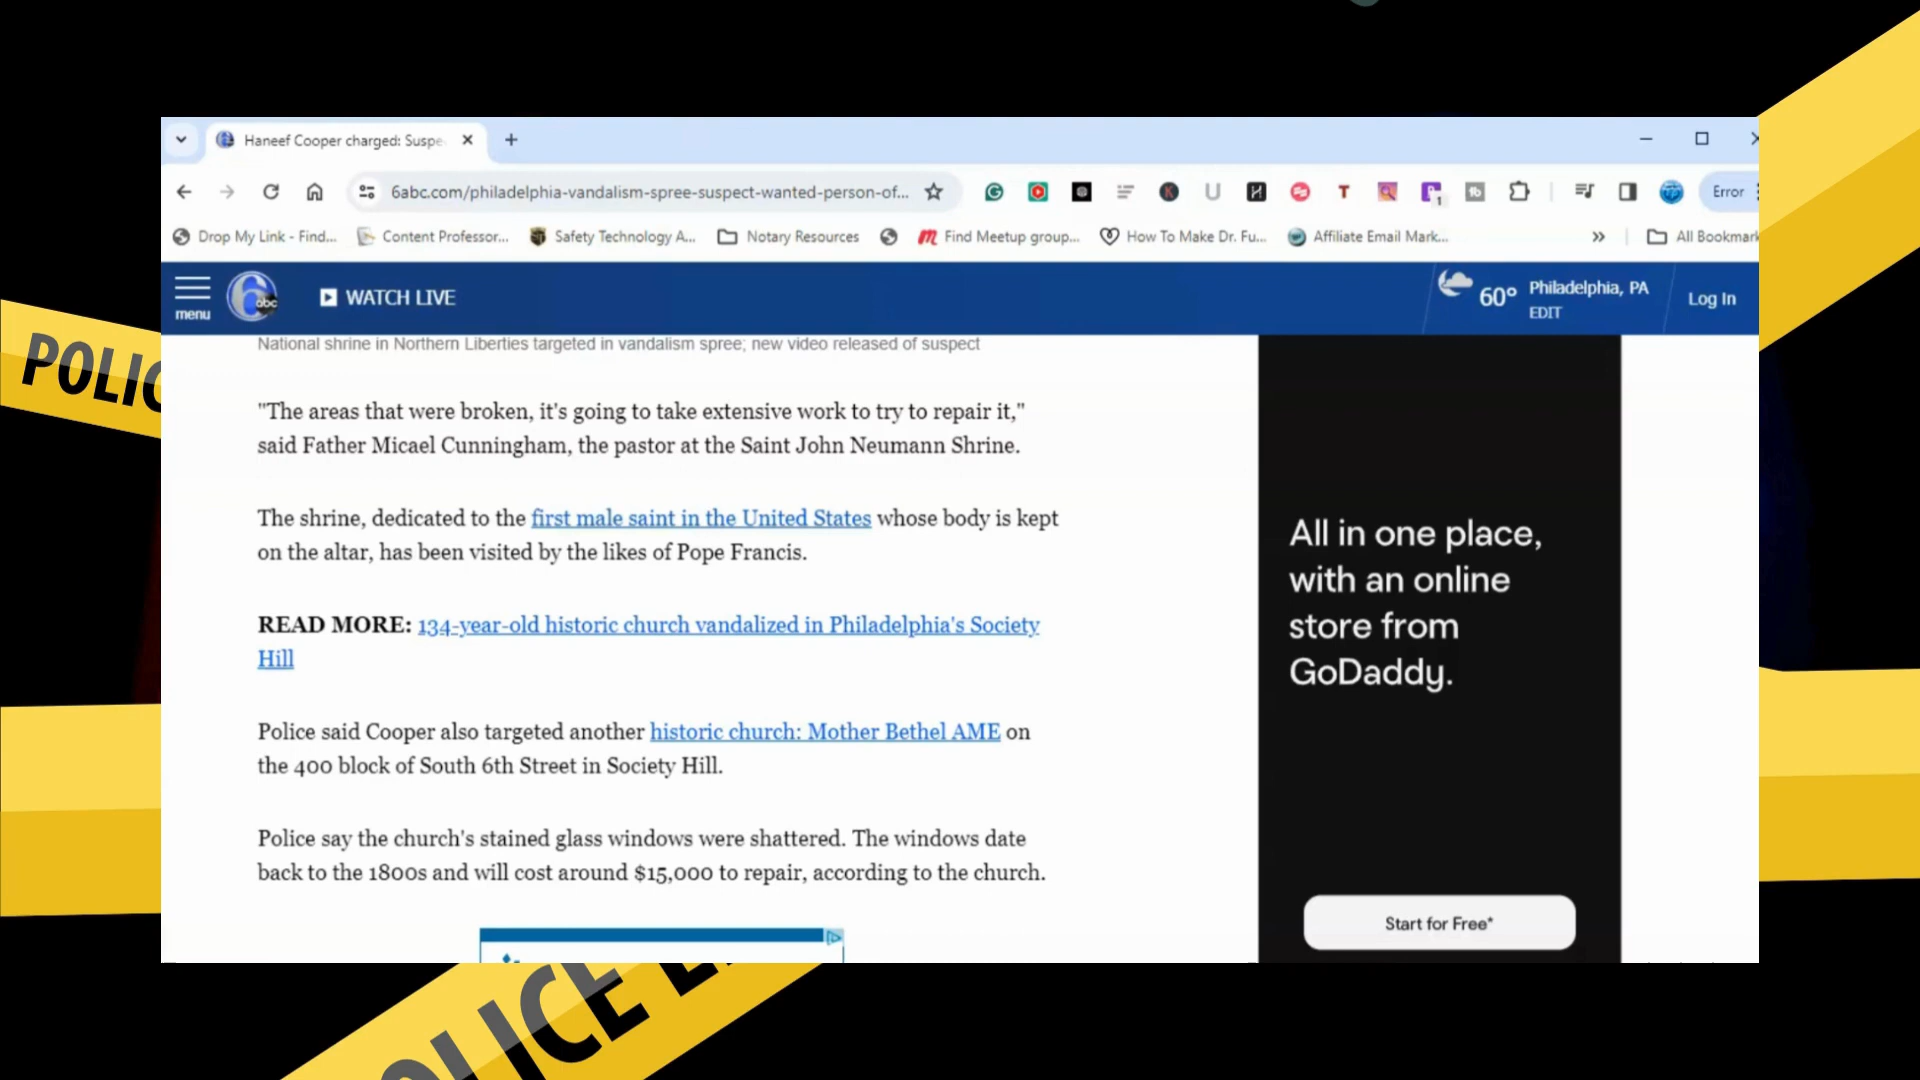 Haneef Cooper charged: Suspe
6abc.com/philadelphia-vandalism-spree-suspect-wanted-person-of...
Error
Drop My Link - Find...
Content Professor...
Safety Technology A...
Notary Resources
Find Meetup group...
How To Make Dr. Fu...
Affiliate Email Mark...
All Bookmark
menu
6abc
WATCH LIVE
60°
Philadelphia, PA
EDIT
Log In
POLIC
National shrine in Northern Liberties targeted in vandalism spree; new video released of suspect
"The areas that were broken, it's going to take extensive work to try to repair it,"
said Father Micael Cunningham, the pastor at the Saint John Neumann Shrine.
The shrine, dedicated to the first male saint in the United States whose body is kept
on the altar, has been visited by the likes of Pope Francis.
READ MORE: 134-year-old historic church vandalized in Philadelphia's Society
Hill
Police said Cooper also targeted another historic church: Mother Bethel AME on
the 400 block of South 6th Street in Society Hill.
Police say the church's stained glass windows were shattered. The windows date
back to the 1800s and will cost around $15,000 to repair, according to the church.
All in one place,
with an online
store from
GoDaddy.
Start for Free*
OLICE